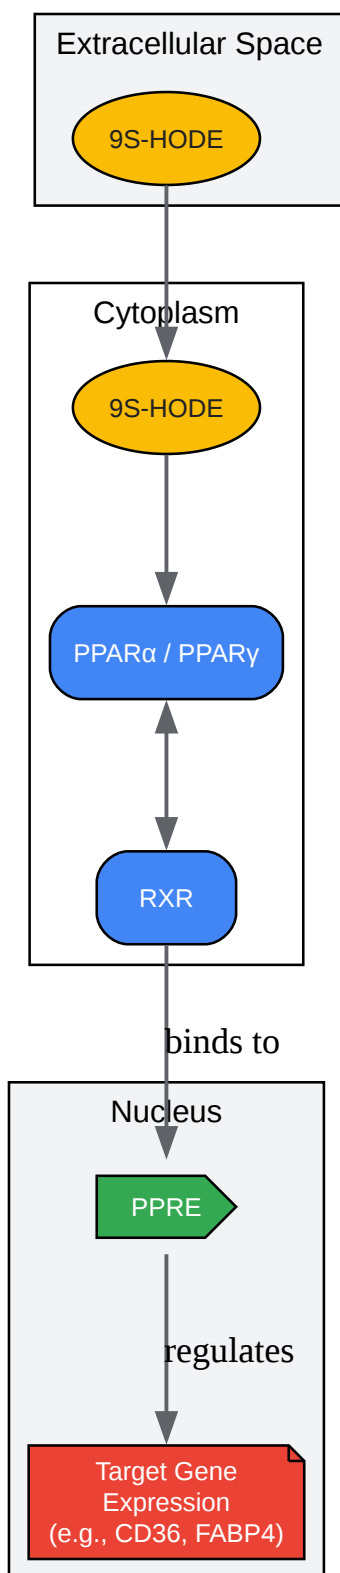 Extracellular Space
9S-HODE
Cytoplasm
9S-HODE
PPARα / PPARγ
RXR
binds to
Nucleus
PPRE
regulates
Target Gene
Expression
(e.g., CD36, FABP4)